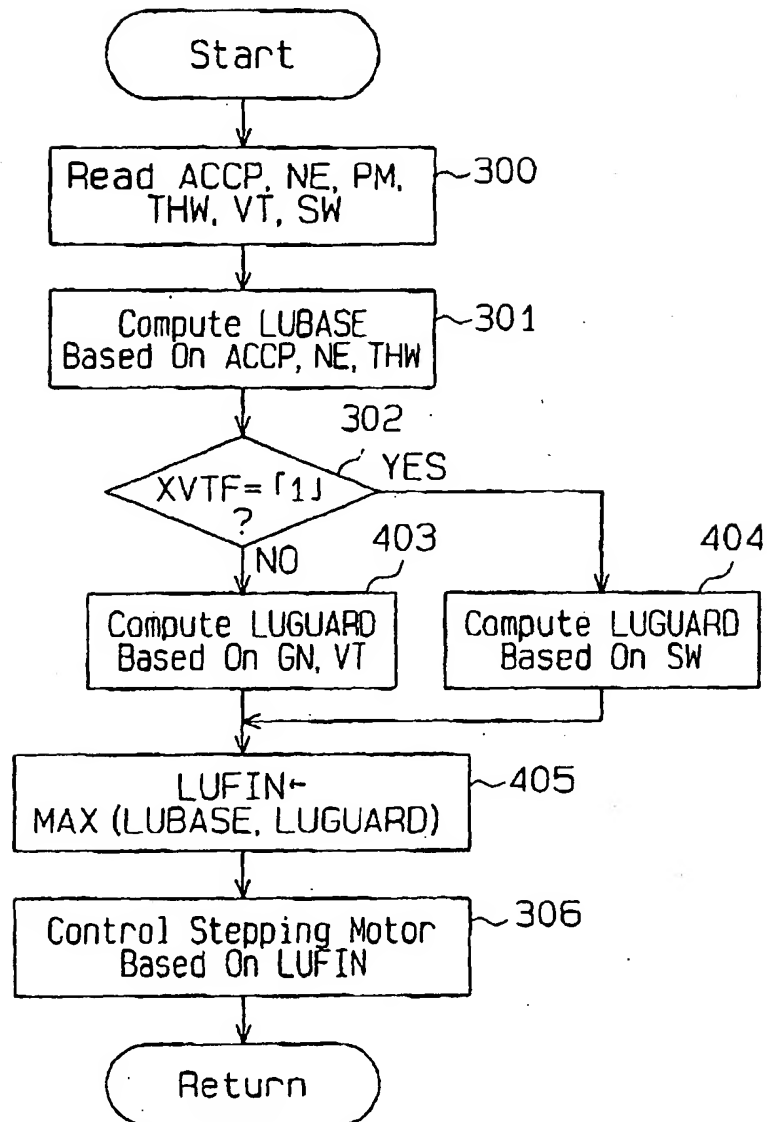 Start
Read ACCP, NE, PM,
THW, VT, SW
300
Compute LUBASE
Based On ACCP, NE, THW
301
302
XVTF=「1」
?
YES
NO
403
Compute LUGUARD
Based On GN, VT
404
Compute LUGUARD
Based On SW
LUFIN←
MAX (LUBASE, LUGUARD)
405
Control Stepping Motor
Based On LUFIN
306
Return